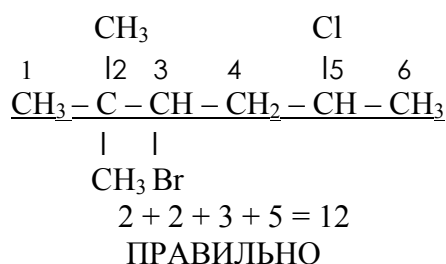 CH₃ Cl
1 |2 3 4 |5 6
CH₃ – C – CH – CH₂ – CH – CH₃
| |
CH₃ Br
2 + 2 + 3 + 5 = 12
ПРАВИЛЬНО